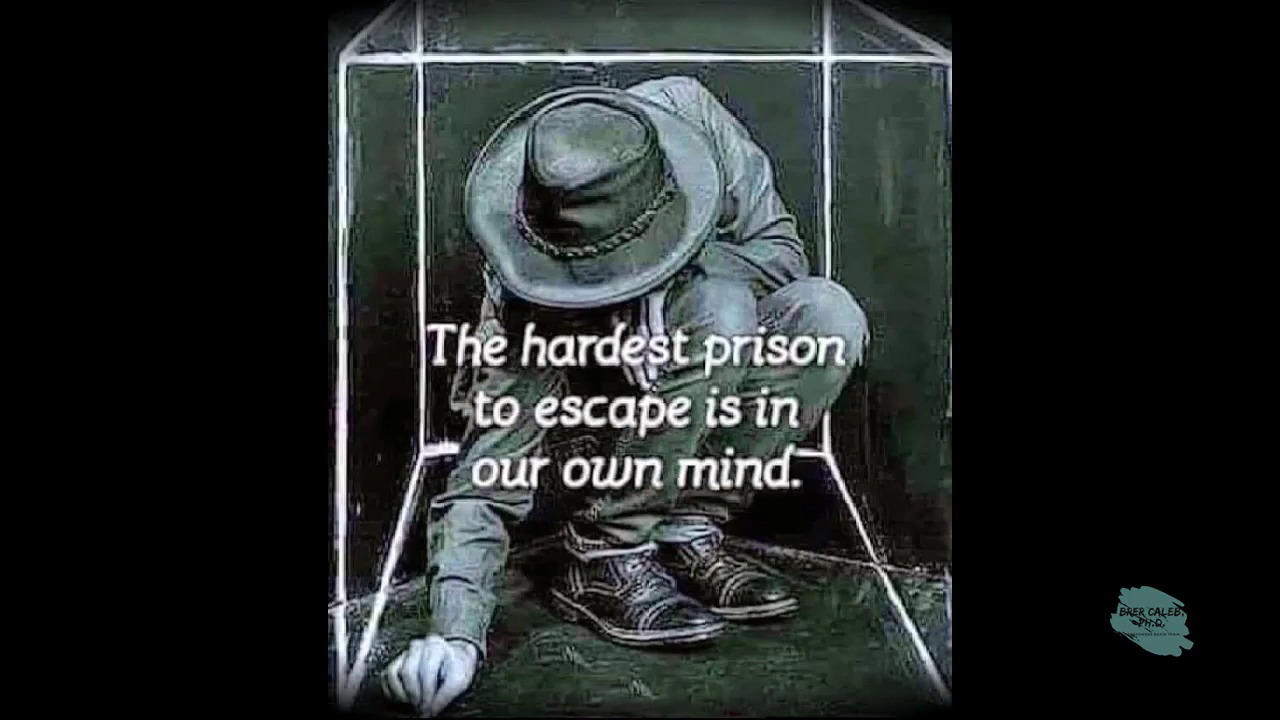 The hardest prison
to escape is in
our own mind.
BRER CALEB,
PH.D.